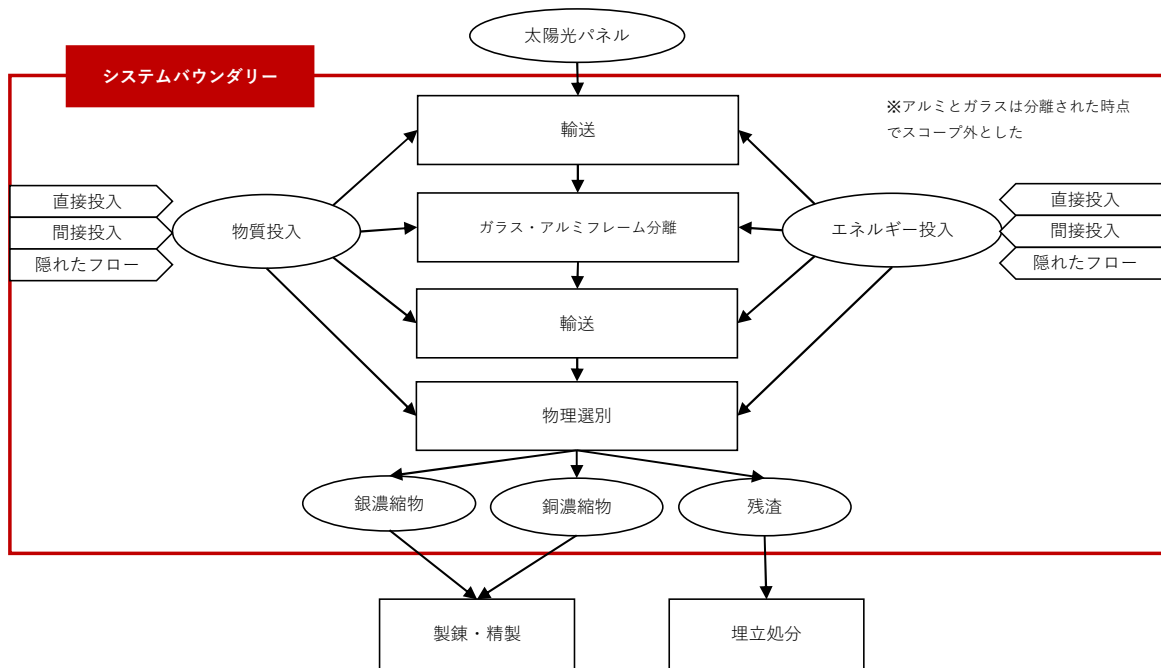 太陽光パネル
システムバウンダリー
※アルミとガラスは分離された時点
でスコープ外とした
輸送
直接投入
間接投入
隠れたフロー
物質投入
ガラス・アルミフレーム分離
エネルギー投入
直接投入
間接投入
隠れたフロー
輸送
物理選別
銀濃縮物
銅濃縮物
残渣
製錬・精製
埋立処分